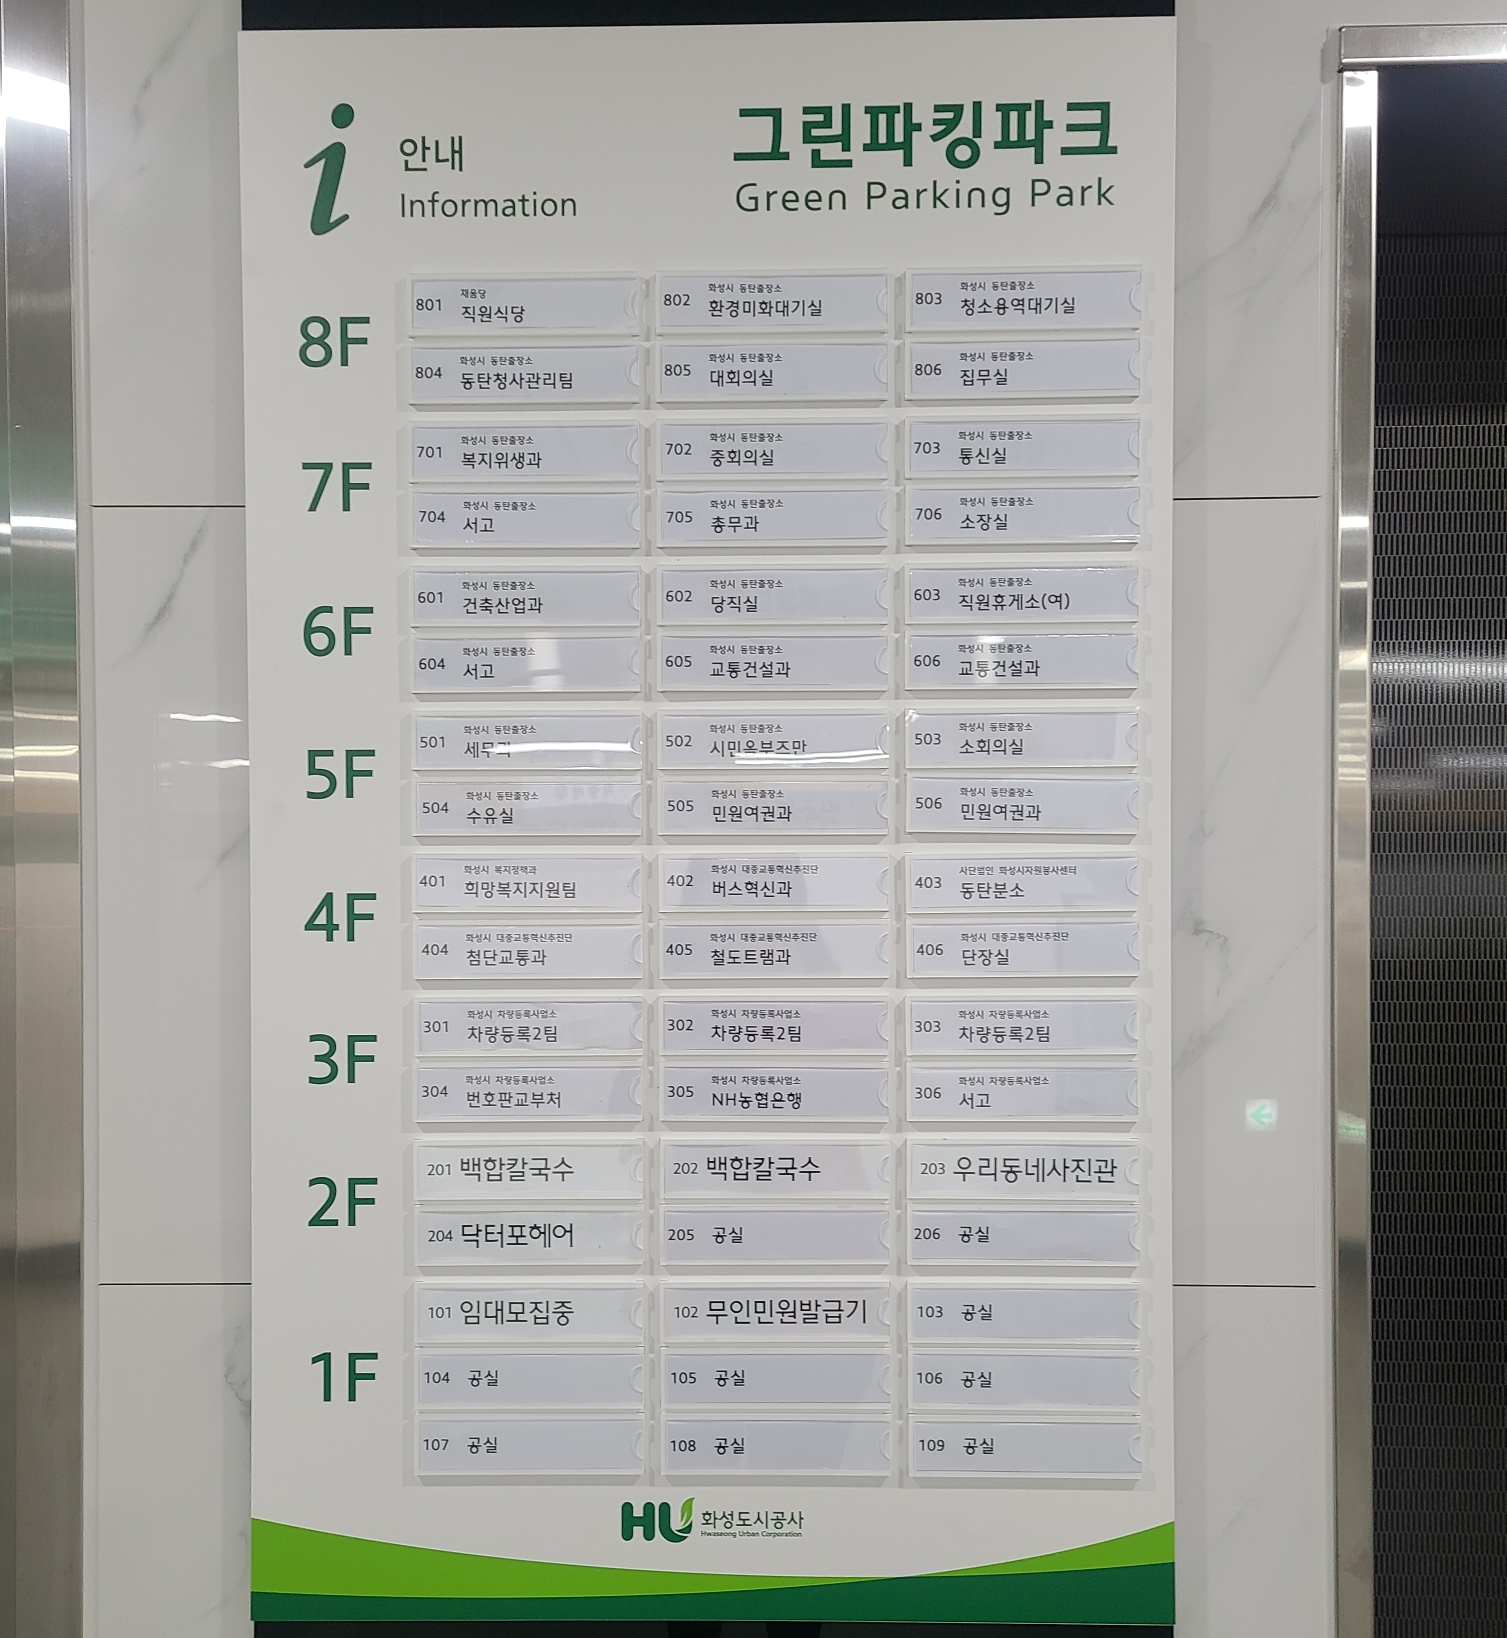 안내
Information
그린파킹파크
Green Parking Park
8F
801 채움당
직원식당
802 화성시 동탄출장소
환경미화대기실
803 화성시 동탄출장소
청소용역대기실
804 화성시 동탄출장소
동탄청사관리팀
805 화성시 동탄출장소
대회의실
806 화성시 동탄출장소
집무실
7F
701 화성시 동탄출장소
복지위생과
702 화성시 동탄출장소
중회의실
703 화성시 동탄출장소
통신실
704 화성시 동탄출장소
서고
705 화성시 동탄출장소
총무과
706 화성시 동탄출장소
소장실
6F
601 화성시 동탄출장소
건축산업과
602 화성시 동탄출장소
당직실
603 화성시 동탄출장소
직원휴게소(여)
604 화성시 동탄출장소
서고
605 화성시 동탄출장소
교통건설과
606 화성시 동탄출장소
교통건설과
5F
501 화성시 동탄출장소
세무과
502 화성시 동탄출장소
시민옴부즈만
503 화성시 동탄출장소
소회의실
504 화성시 동탄출장소
수유실
505 화성시 동탄출장소
민원여권과
506 화성시 동탄출장소
민원여권과
4F
401 화성시 복지정책과
희망복지지원팀
402 화성시 대중교통혁신추진단
버스혁신과
403 사단법인 화성시자원봉사센터
동탄분소
404 화성시 대중교통혁신추진단
첨단교통과
405 화성시 대중교통혁신추진단
철도트램과
406 화성시 대중교통혁신추진단
단장실
3F
301 화성시 차량등록사업소
차량등록2팀
302 화성시 차량등록사업소
차량등록2팀
303 화성시 차량등록사업소
차량등록2팀
304 화성시 차량등록사업소
번호판교부처
305 화성시 차량등록사업소
NH농협은행
306 화성시 차량등록사업소
서고
2F
201 백합칼국수
202 백합칼국수
203 우리동네사진관
204 닥터포헤어
205 공실
206 공실
1F
101 임대모집중
102 무인민원발급기
103 공실
104 공실
105 공실
106 공실
107 공실
108 공실
109 공실
HU 화성도시공사
Hwaseong Urban Corporation